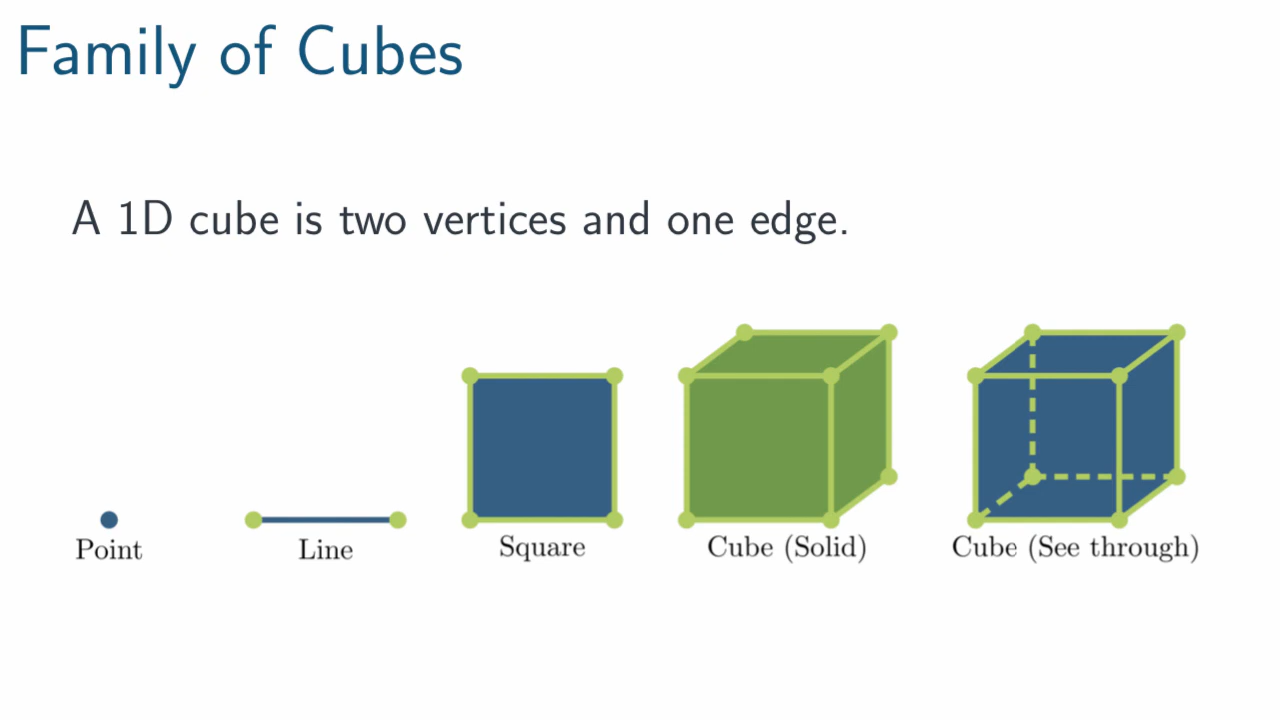 Family of Cubes
A 1D cube is two vertices and one edge.
Point
Line
Square
Cube (Solid)
Cube (See through)